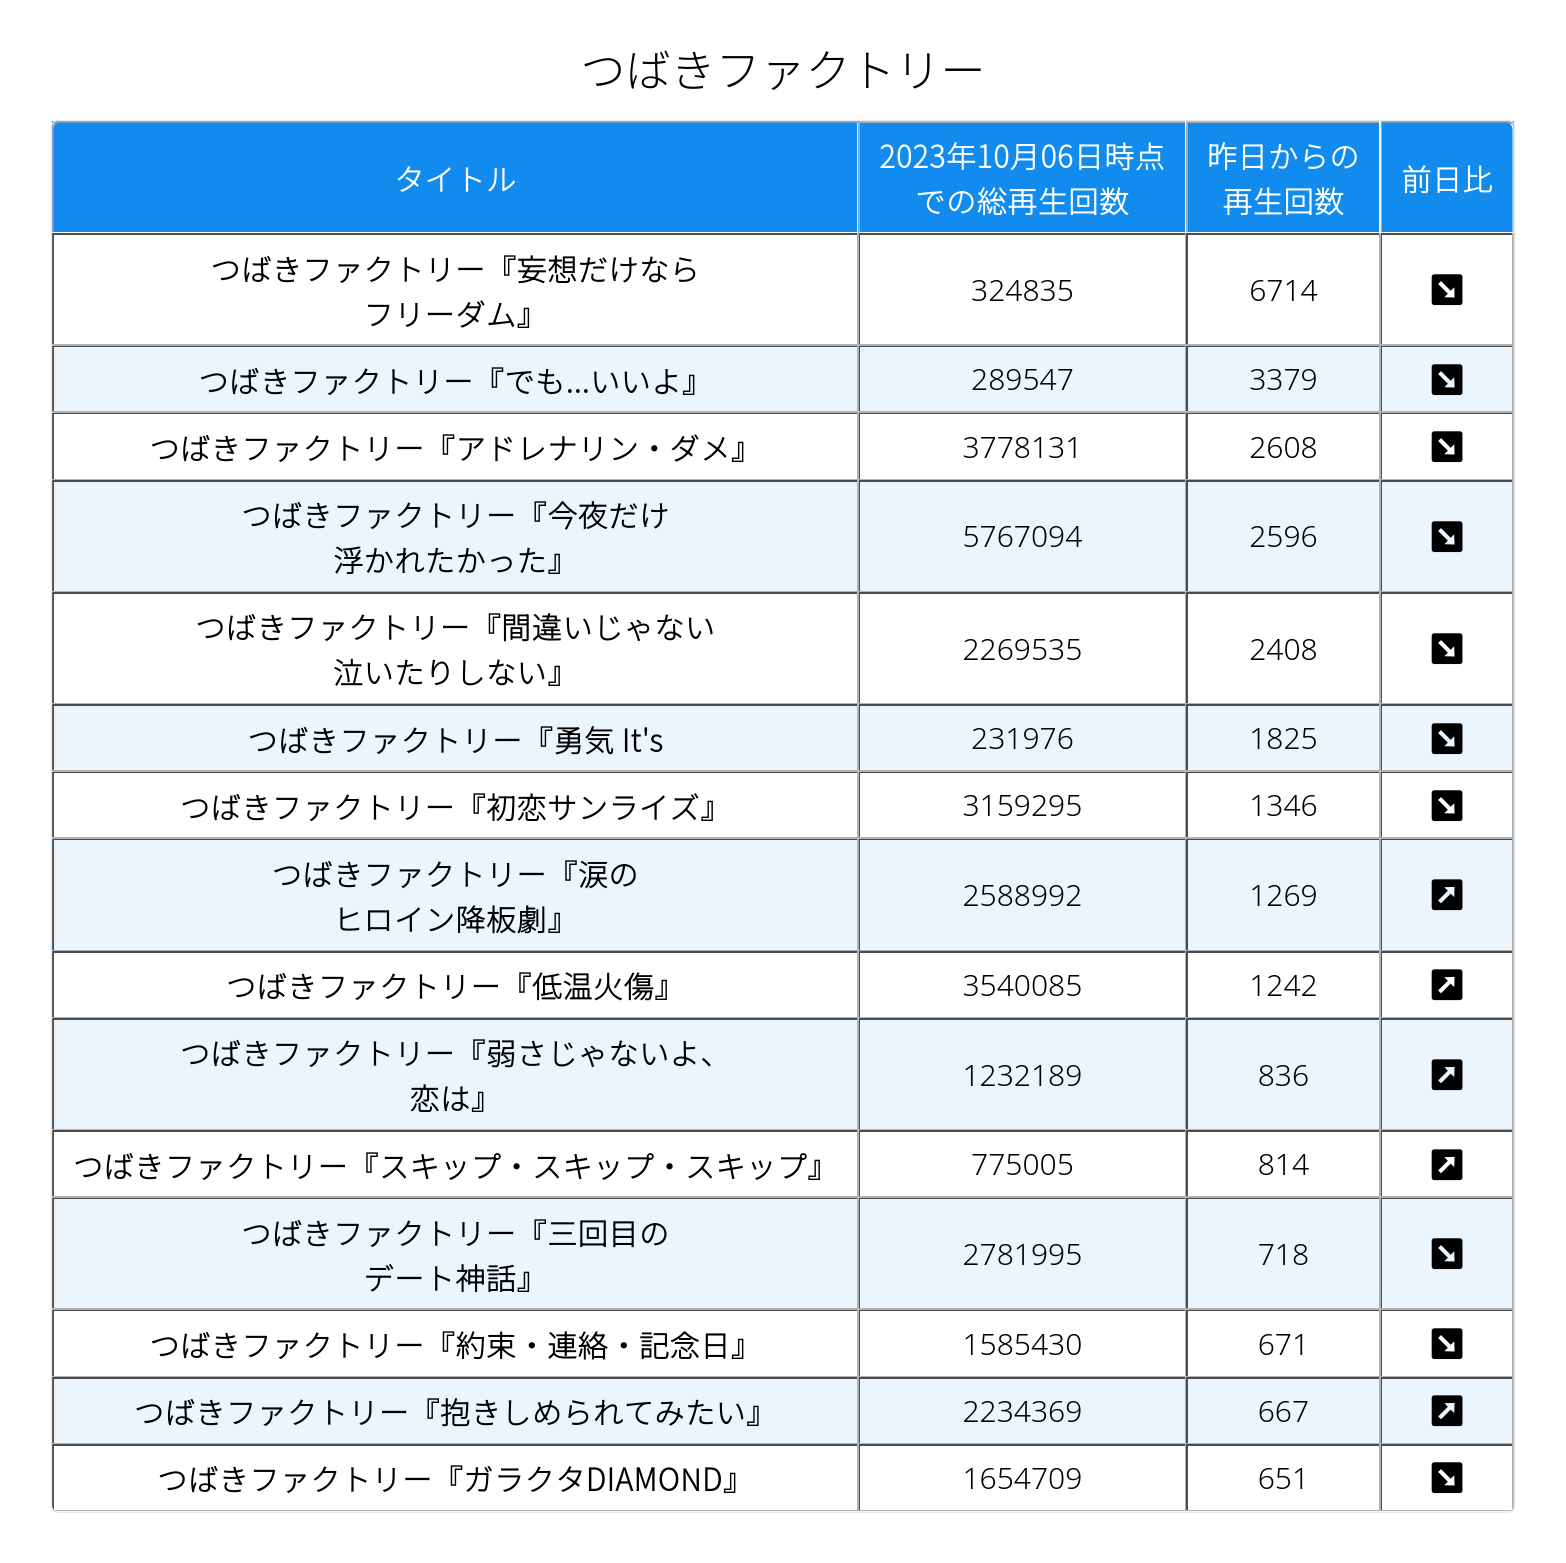 つばきファクトリー
タイトル
2023年10月06日時点
での総再生回数
昨日からの
再生回数
前日比
つばきファクトリー『妄想だけなら
フリーダム』
324835
6714
つばきファクトリー『でも...いいよ』
289547
3379
つばきファクトリー『アドレナリン・ダメ』
3778131
2608
つばきファクトリー『今夜だけ
浮かれたかった』
5767094
2596
つばきファクトリー『間違いじゃない
泣いたりしない』
2269535
2408
つばきファクトリー『勇気 It's
231976
1825
つばきファクトリー『初恋サンライズ』
3159295
1346
つばきファクトリー『涙の
ヒロイン降板劇』
2588992
1269
つばきファクトリー『低温火傷』
3540085
1242
つばきファクトリー『弱さじゃないよ、
恋は』
1232189
836
つばきファクトリー『スキップ・スキップ・スキップ』
775005
814
つばきファクトリー『三回目の
デート神話』
2781995
718
つばきファクトリー『約束・連絡・記念日』
1585430
671
つばきファクトリー『抱きしめられてみたい』
2234369
667
つばきファクトリー『ガラクタDIAMOND』
1654709
651